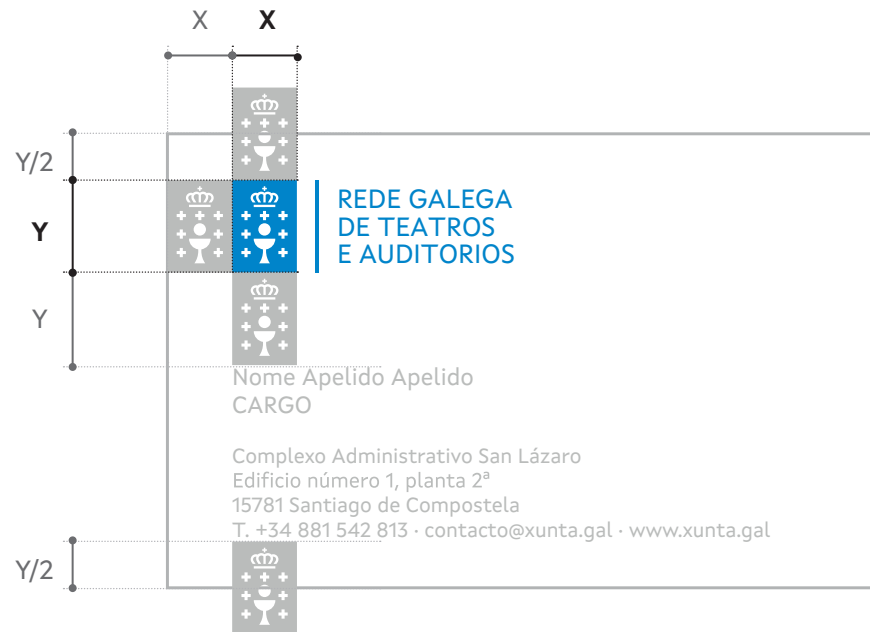 X
X
Y/2
Y
Y
Y/2
REDE GALEGA
DE TEATROS
E AUDITORIOS
Nome Apelido Apelido
CARGO
Complexo Administrativo San Lázaro
Edificio número 1, planta 2ª
15781 Santiago de Compostela
T. +34 881 542 813 · contacto@xunta.gal · www.xunta.gal